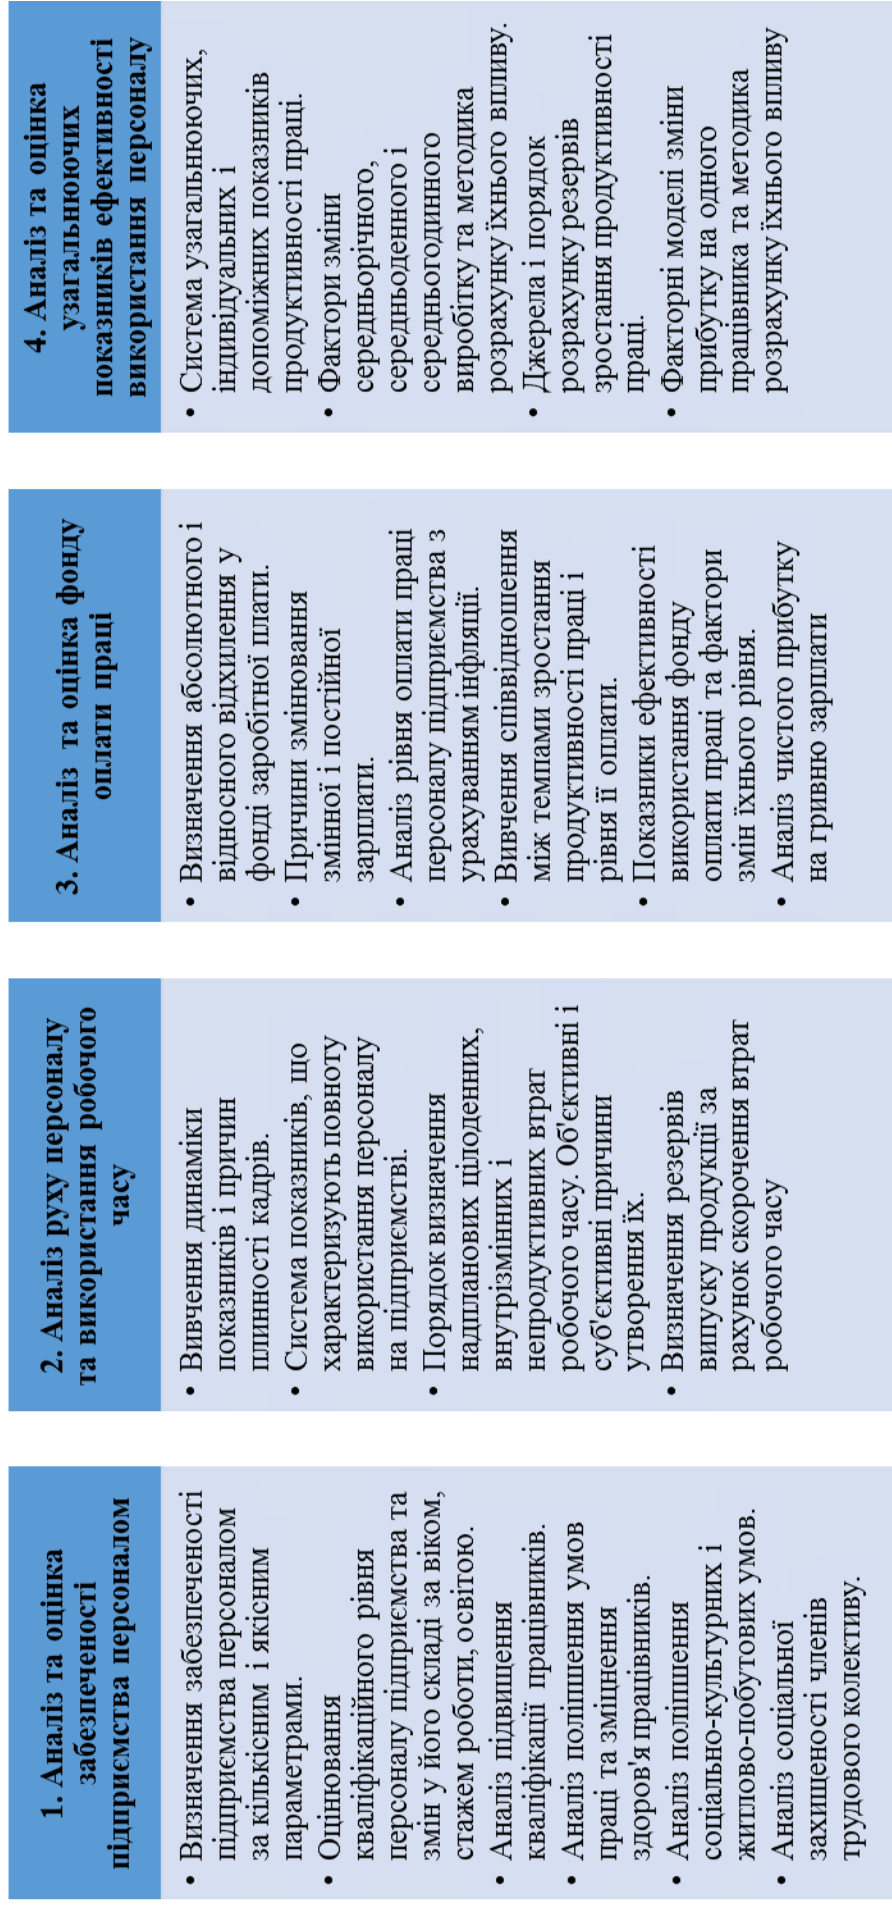 1. Аналіз та оцінка
забезпеченості
підприємства персоналом
• Визначення забезпеченості
підприємства персоналом
за кількісним і якісним
параметрами.
• Оцінювання
кваліфікаційного рівня
персоналу підприємства та
змін у його складі за віком,
стажем роботи, освітою.
• Аналіз підвищення
кваліфікації працівників.
• Аналіз поліпшення умов
праці та зміцнення
здоров'я працівників.
• Аналіз поліпшення
соціально-культурних і
житлово-побутових умов.
• Аналіз соціальної
захищеності членів
трудового колективу.
2. Аналіз руху персоналу
та використання робочого
часу
• Вивчення динаміки
показників і причин
плинності кадрів.
• Система показників, що
характеризують повноту
використання персоналу
на підприємстві.
• Порядок визначення
надпланових цілоденних,
внутрізмінних і
непродуктивних втрат
робочого часу. Об'єктивні і
суб'єктивні причини
утворення їх.
• Визначення резервів
випуску продукції за
рахунок скорочення втрат
робочого часу
3. Аналіз та оцінка фонду
оплати праці
• Визначення абсолютного і
відносного відхилення у
фонді заробітної плати.
• Причини змінювання
змінної і постійної
зарплати.
• Аналіз рівня оплати праці
персоналу підприємства з
урахуванням інфляції.
• Вивчення співвідношення
між темпами зростання
продуктивності праці і
рівня її оплати.
• Показники ефективності
використання фонду
оплати праці та фактори
змін їхнього рівня.
• Аналіз чистого прибутку
на гривню зарплати
4. Аналіз та оцінка
узагальнюючих
показників ефективності
використання персоналу
• Система узагальнюючих,
індивідуальних і
допоміжних показників
продуктивності праці.
• Фактори зміни
середньорічного,
середньоденного і
середньогодинного
виробітку та методика
розрахунку їхнього впливу.
• Джерела і порядок
розрахунку резервів
зростання продуктивності
праці.
• Факторні моделі зміни
прибутку на одного
працівника та методика
розрахунку їхнього впливу